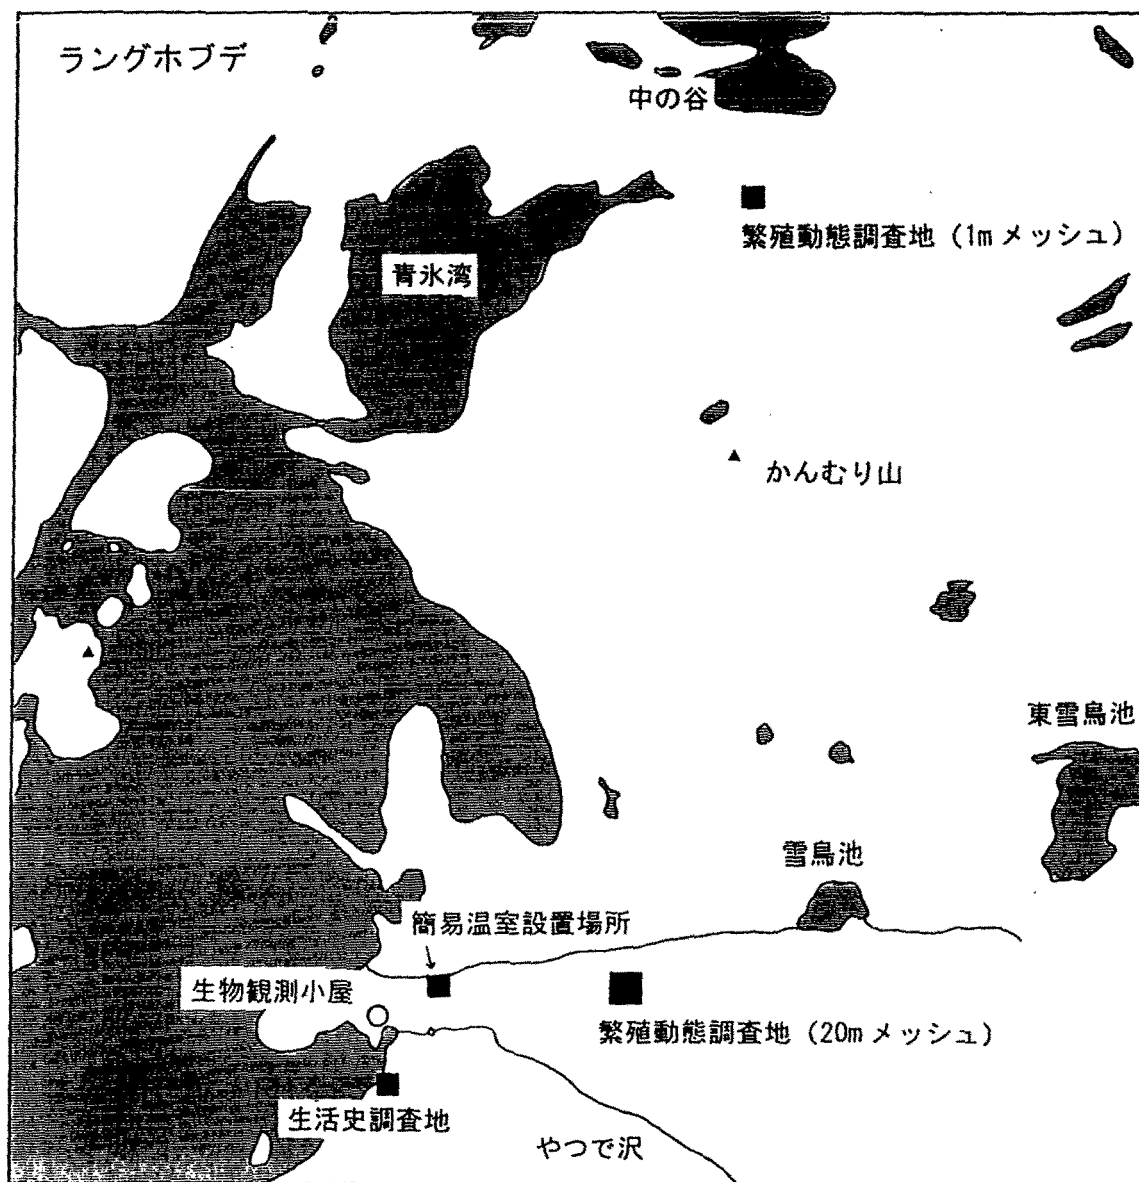 ラングホブデ
中の谷
繁殖動態調査地 (1m メッシュ)
青氷湾
かんむり山
東雪鳥池
雪鳥池
簡易温室設置場所
生物観測小屋
繁殖動態調査地 (20m メッシュ)
生活史調査地
やつで沢